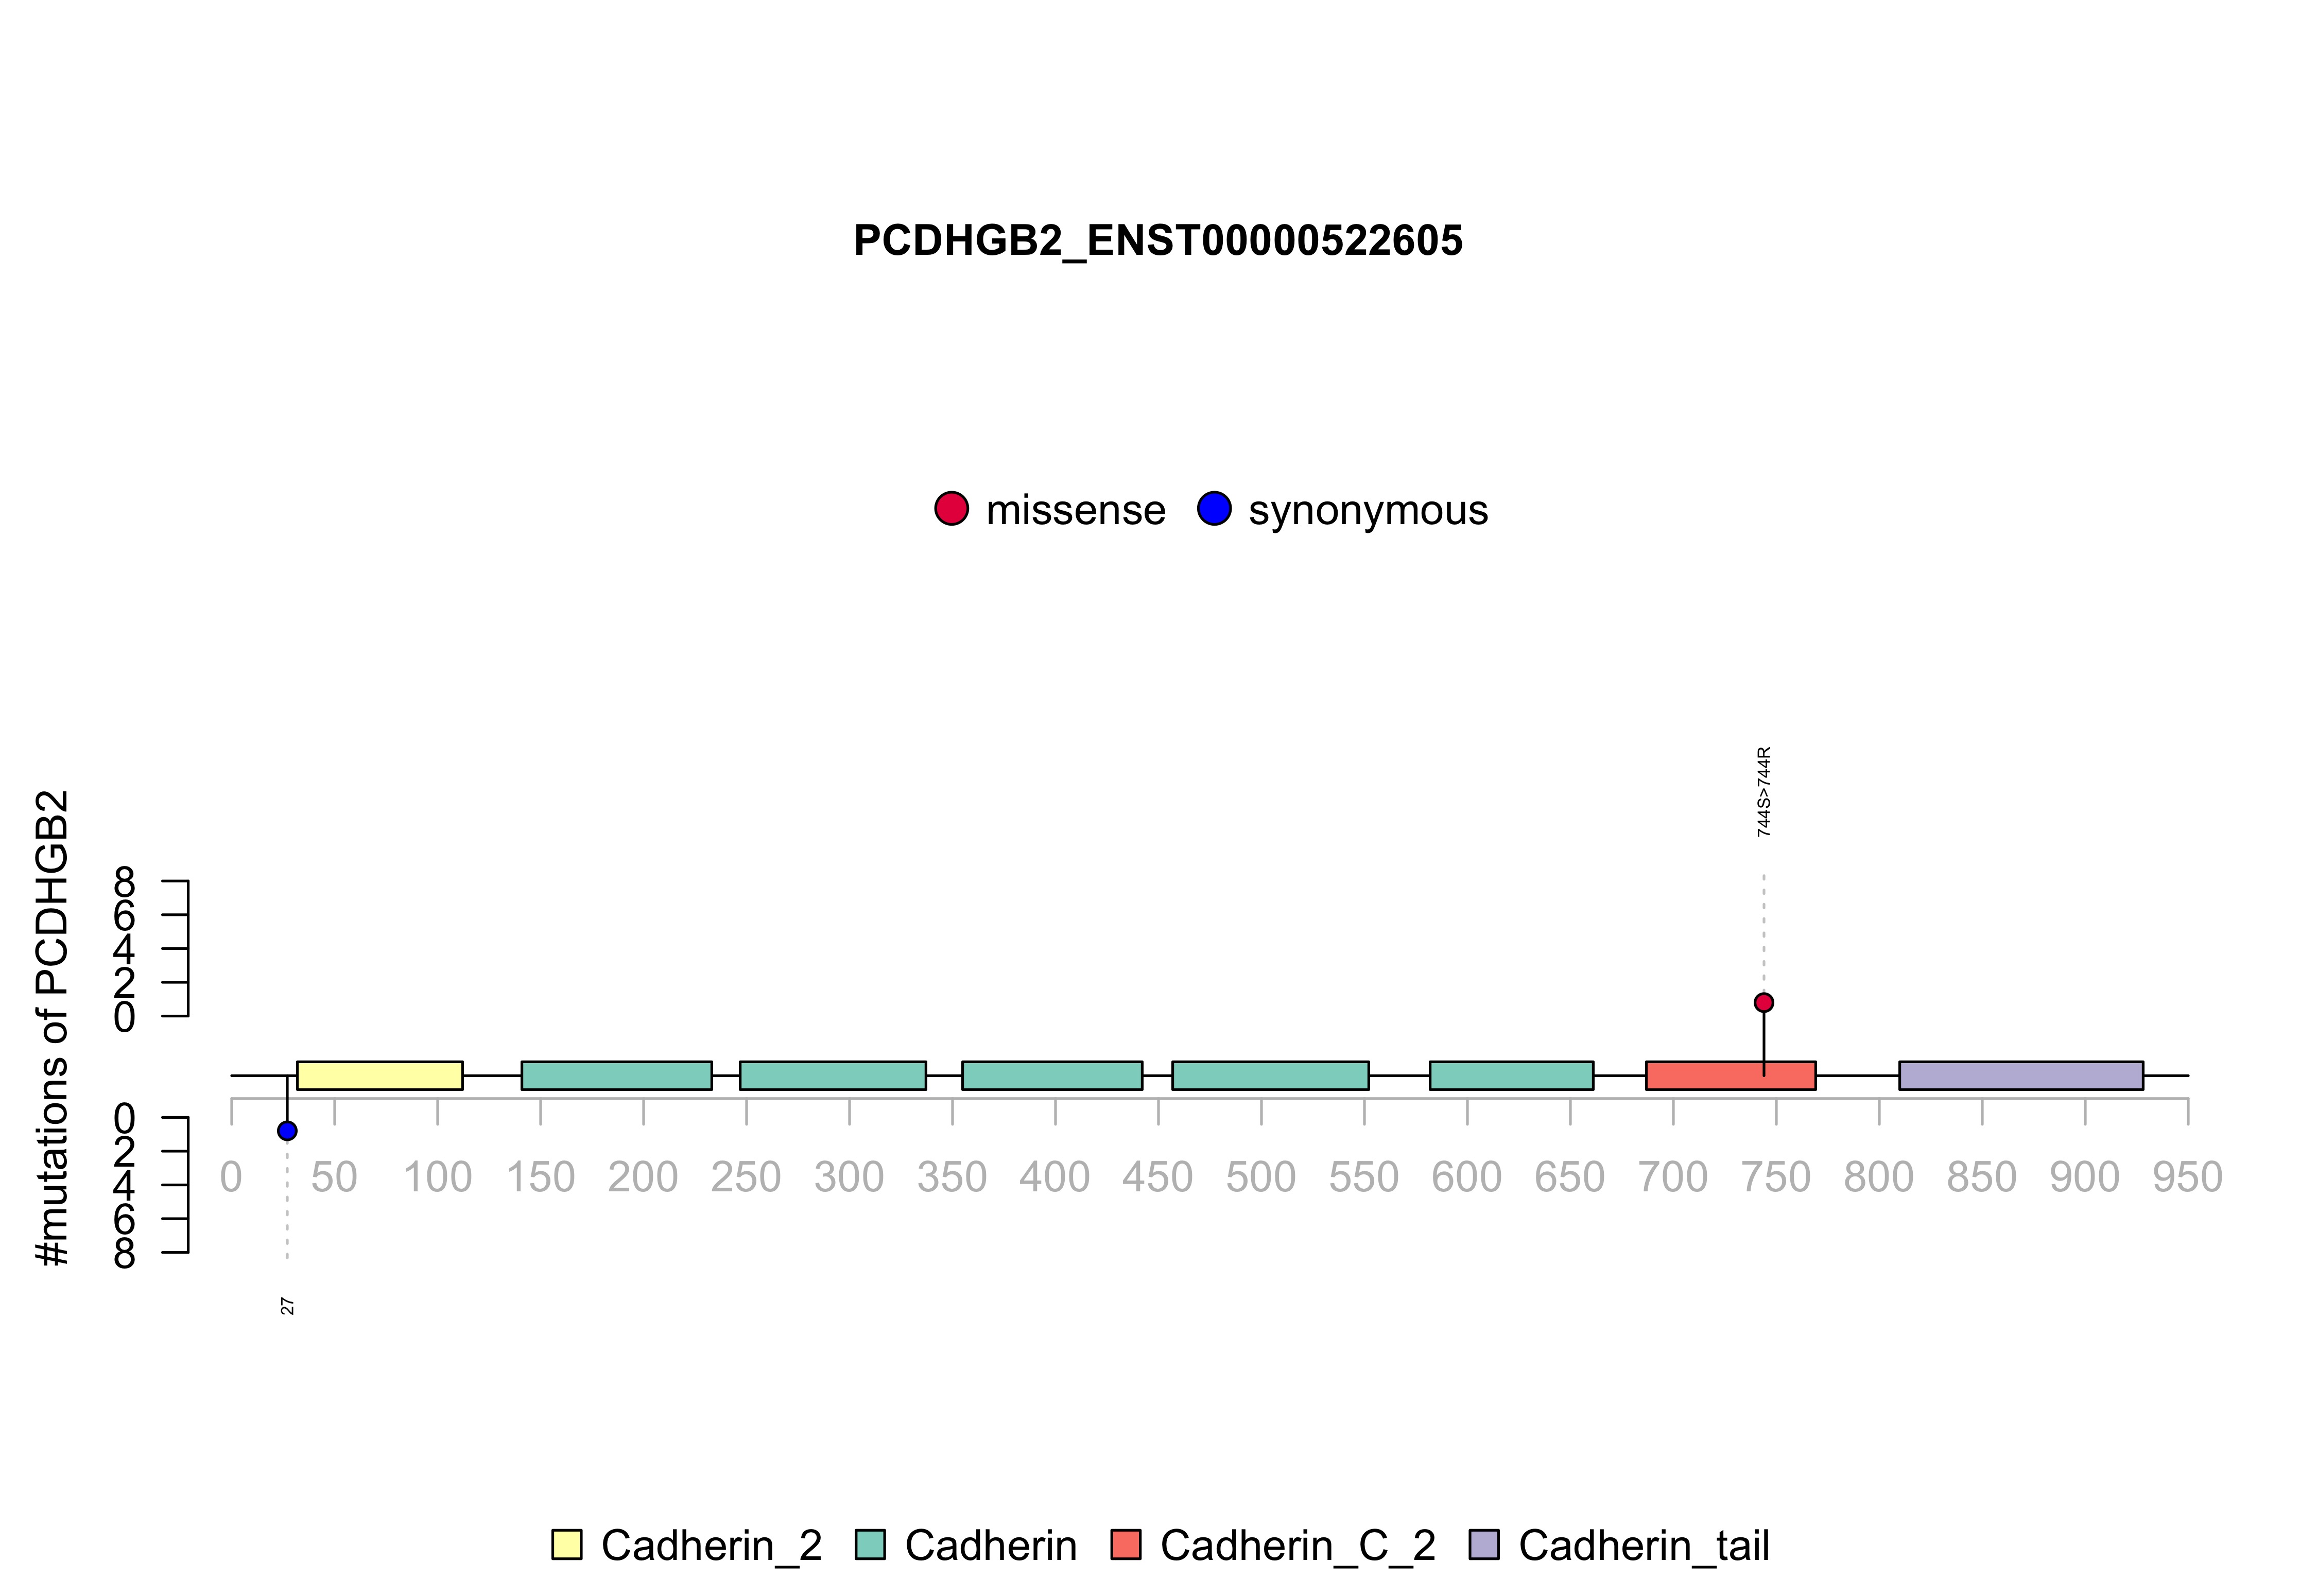 PCDHGB2_ENST00000522605
missense synonymous
744S>744R
#mutations of PCDHGB2
8
6
4
2
0
0
2
4
6
8
0 50 100 150 200 250 300 350 400 450 500 550 600 650 700 750 800 850 900 950
27
Cadherin_2 Cadherin Cadherin_C_2 Cadherin_tail